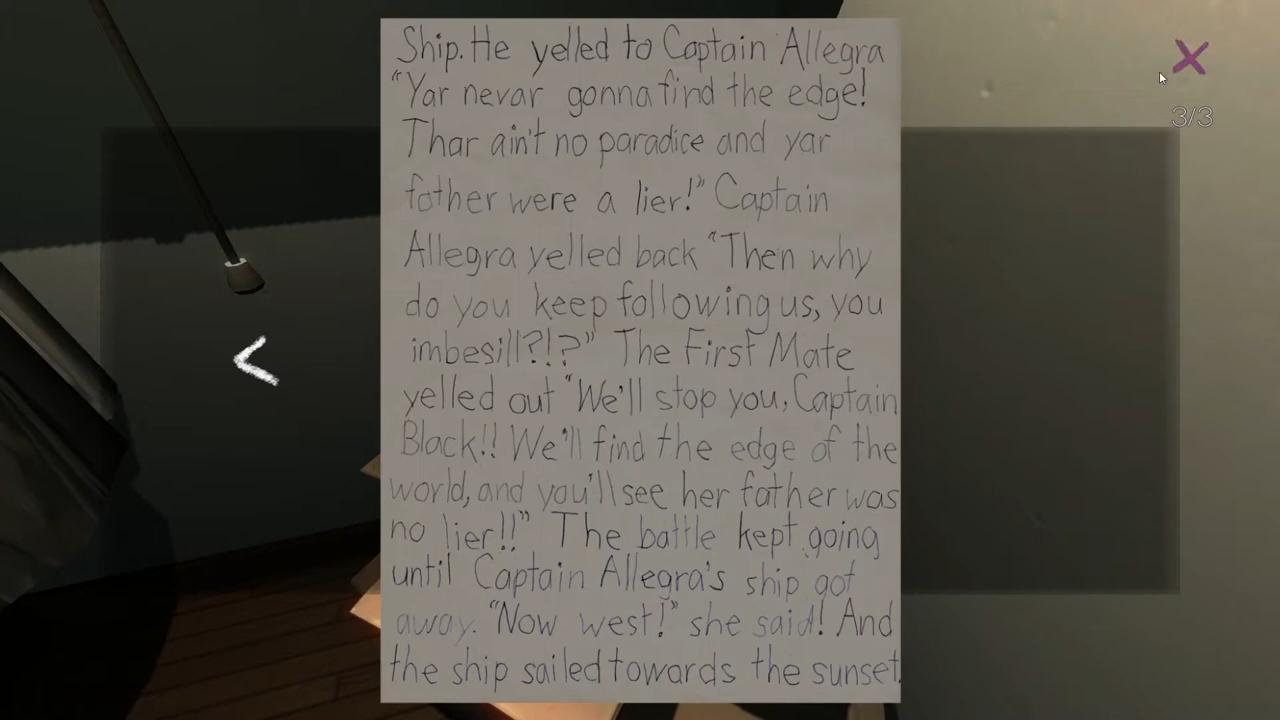 Ship. He yelled to Captain Allegra
"Yar nevar gonna find the edge!
Thar ain't no paradice and yar
father were a lier!" Captain
Allegra yelled back "Then why
do you keep following us, you
imbesill?!?" The First Mate
yelled out "We'll stop you, Captain
Black!! We'll find the edge of the
world, and you'll see her father was
no lier!!" The battle kept going
until Captain Allegra's ship got
away. "Now west!" she said! And
the ship sailed towards the sunset.
3/3